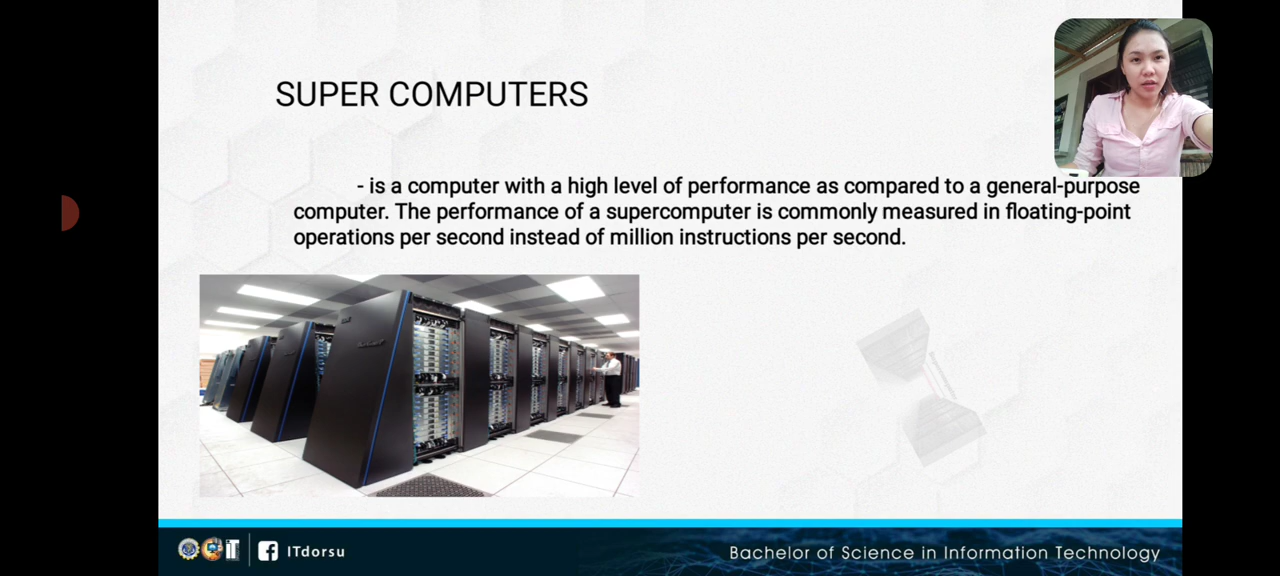 SUPER COMPUTERS
- is a computer with a high level of performance as compared to a general-purpose
computer. The performance of a supercomputer is commonly measured in floating-point
operations per second instead of million instructions per second.
ITdorsu
Bachelor of Science in Information Technology